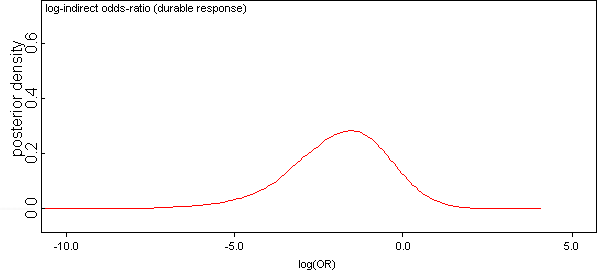 log-indirect odds-ratio (durable response)
posterior density
0.6
0.4
0.2
0.0
-10.0
-5.0
0.0
5.0
log(OR)